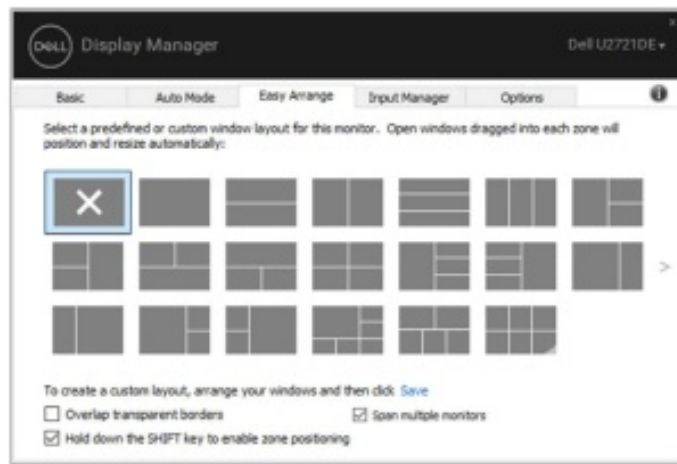 x
DELL Display Manager Dell U2721DE
Basic Auto Mode Easy Arrange Input Manager Options i
Select a predefined or custom window layout for this monitor. Open windows dragged into each zone will
position and resize automatically:
>
To create a custom layout, arrange your windows and then click Save
Overlap transparent borders Span multiple monitors
Hold down the SHIFT key to enable zone positioning